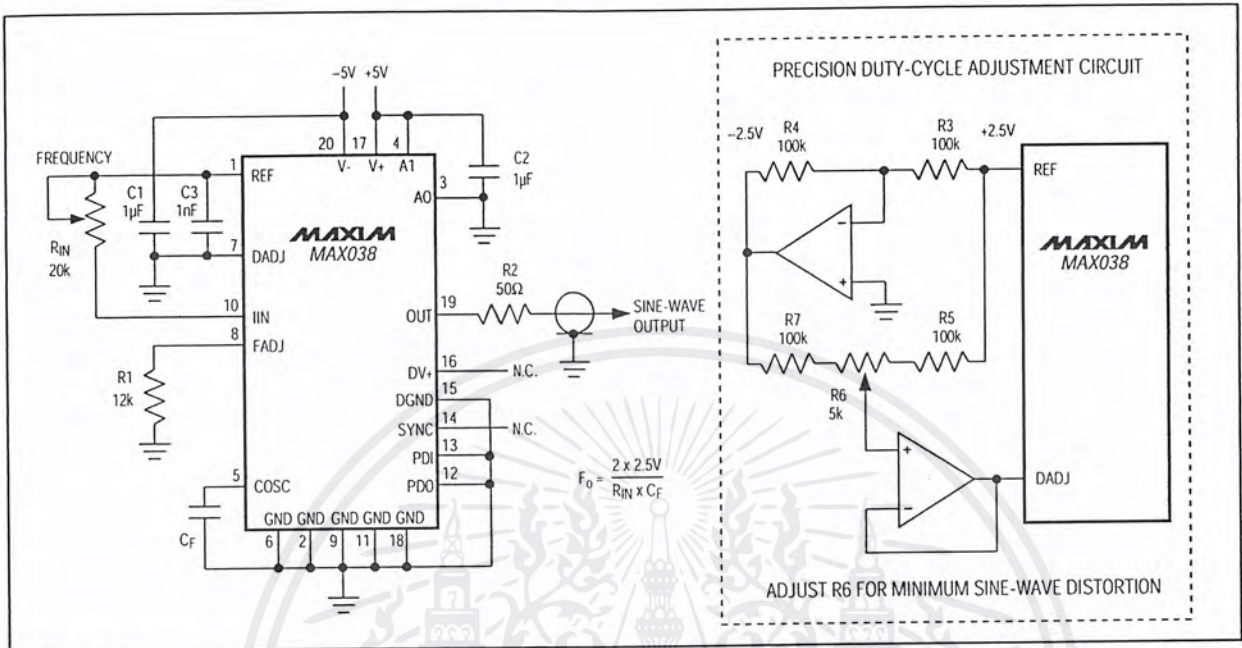 −5V +5V
20 17 4
V- V+ A1
FREQUENCY
1 REF
C1
1µF
C3
1nF
C2
1µF
3
AO
RIN
20k
7 DADJ
MAXIM
MAX038
10 IIN
8 FADJ
R1
12k
OUT 19
R2
50Ω
SINE-WAVE
OUTPUT
DV+ 16 N.C.
DGND 15
SYNC 14 N.C.
PDI 13
PDO 12
5 COSC
CF
GND GND GND GND GND
6 2 9 11 18
Fo = 2 x 2.5V
RIN x CF
PRECISION DUTY-CYCLE ADJUSTMENT CIRCUIT
−2.5V
R4
100k
R3
100k
+2.5V
REF
MAXIM
MAX038
−
+
R7
100k
R5
100k
R6
5k
+
−
DADJ
ADJUST R6 FOR MINIMUM SINE-WAVE DISTORTION